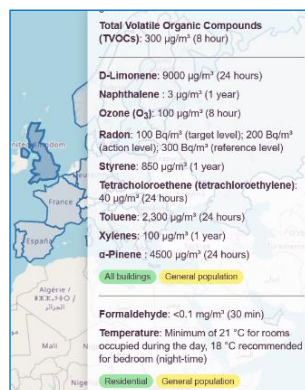 Total Volatile Organic Compounds
(TVOCs): 300 µg/m³ (8 hour)
D-Limonene: 9000 µg/m³ (24 hours)
Naphthalene : 3 µg/m³ (1 year)
Ozone (O₃): 100 µg/m³ (8 hour)
Radon: 100 Bq/m³ (target level); 200 Bq/m³
(action level); 300 Bq/m³ (reference level)
Styrene: 850 µg/m³ (1 year)
Tetracholoroethene (tetrachloroethylene):
40 µg/m³ (24 hours)
Toluene: 2,300 µg/m³ (24 hours)
Xylenes: 100 µg/m³ (1 year)
α-Pinene : 4500 µg/m³ (24 hours)
All buildings General population
Formaldehyde: <0.1 mg/m³ (30 min)
Temperature: Minimum of 21 °C for rooms
occupied during the day, 18 °C recommended
for bedroom (night-time)
Residential General population
France
España
Algérie /
الجزائر
Mali
Nige